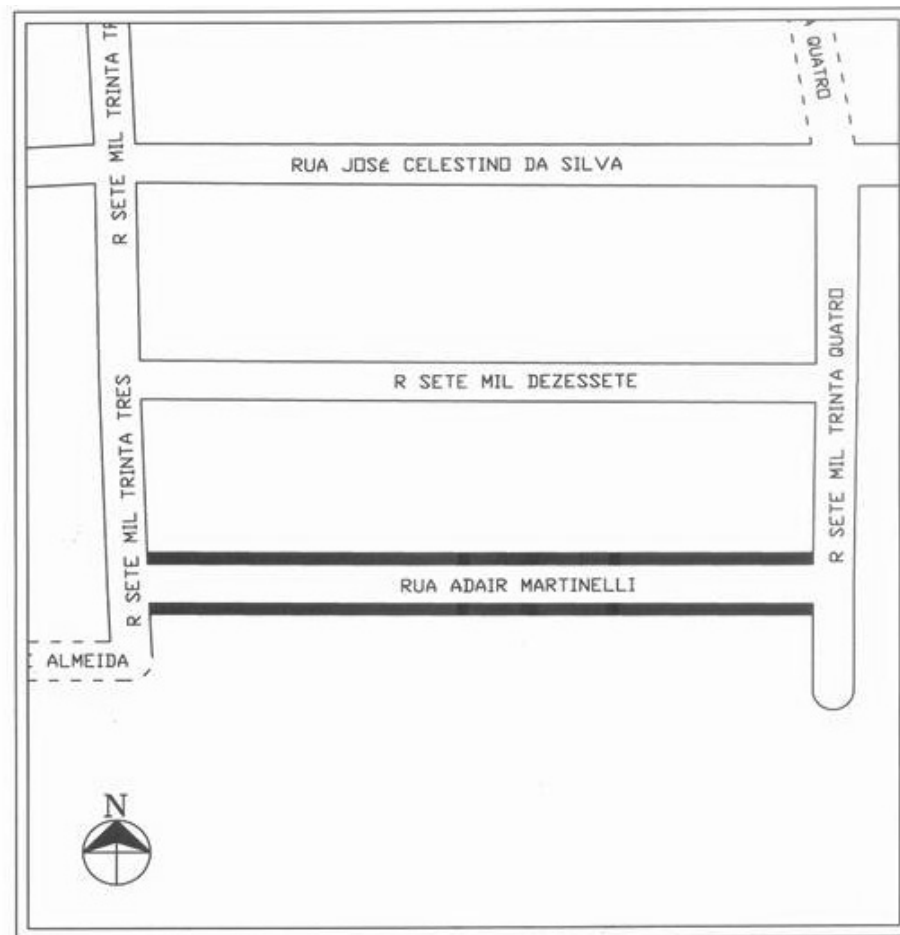 R SETE MIL TRINTA TR
A QUATRO
RUA JOSÉ CELESTINO DA SILVA
R SETE MIL DEZESSETE
R SETE MIL TRINTA QUATRO
R SETE MIL TRINTA TRES
RUA ADAIR MARTINELLI
E ALMEIDA
N